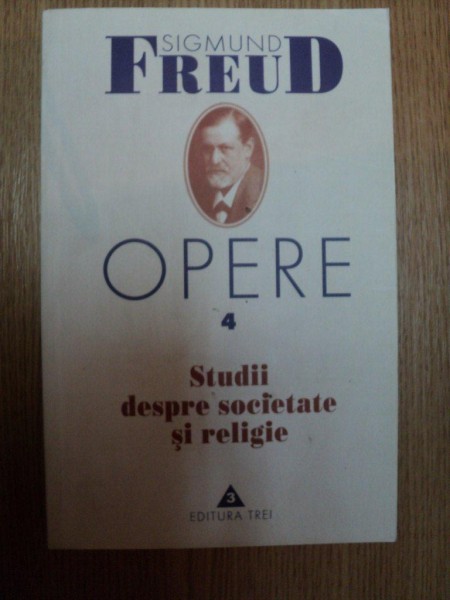 SIGMUND
FREUD
OPERE
4
Studii
despre societate
şi religie
3
EDITURA TREI